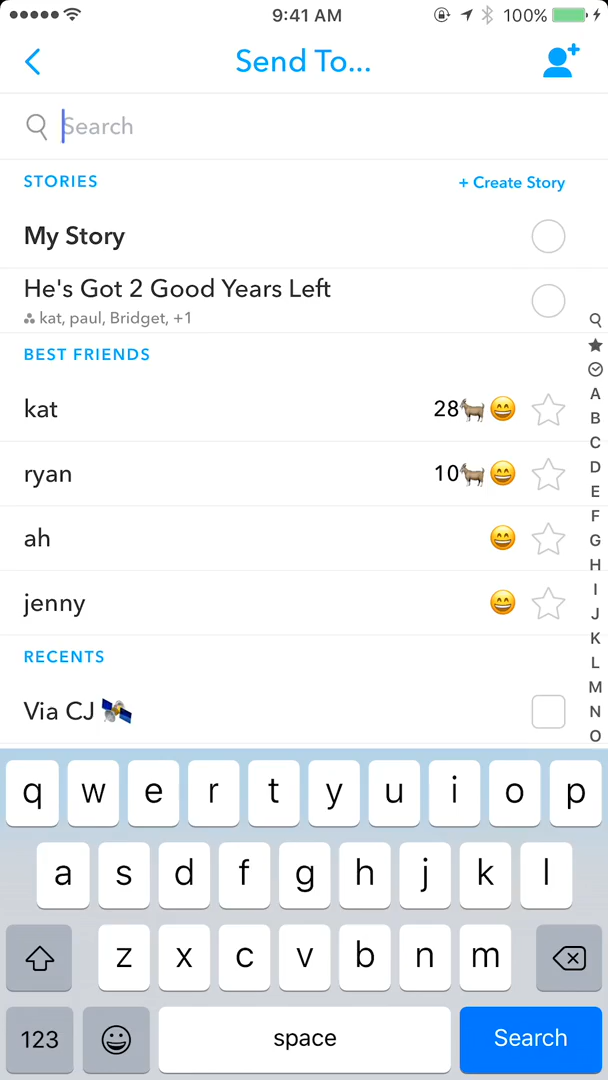 9:41 AM
100%
Send To...
Search
STORIES
+ Create Story
My Story
He's Got 2 Good Years Left
kat, paul, Bridget, +1
BEST FRIENDS
kat
28🐐😄
ryan
10🐐😄
ah
😄
jenny
😄
RECENTS
Via CJ 🛰
A
B
C
D
E
F
G
H
I
J
K
L
M
N
O
q w e r t y u i o p
a s d f g h j k l
z x c v b n m
123 space Search